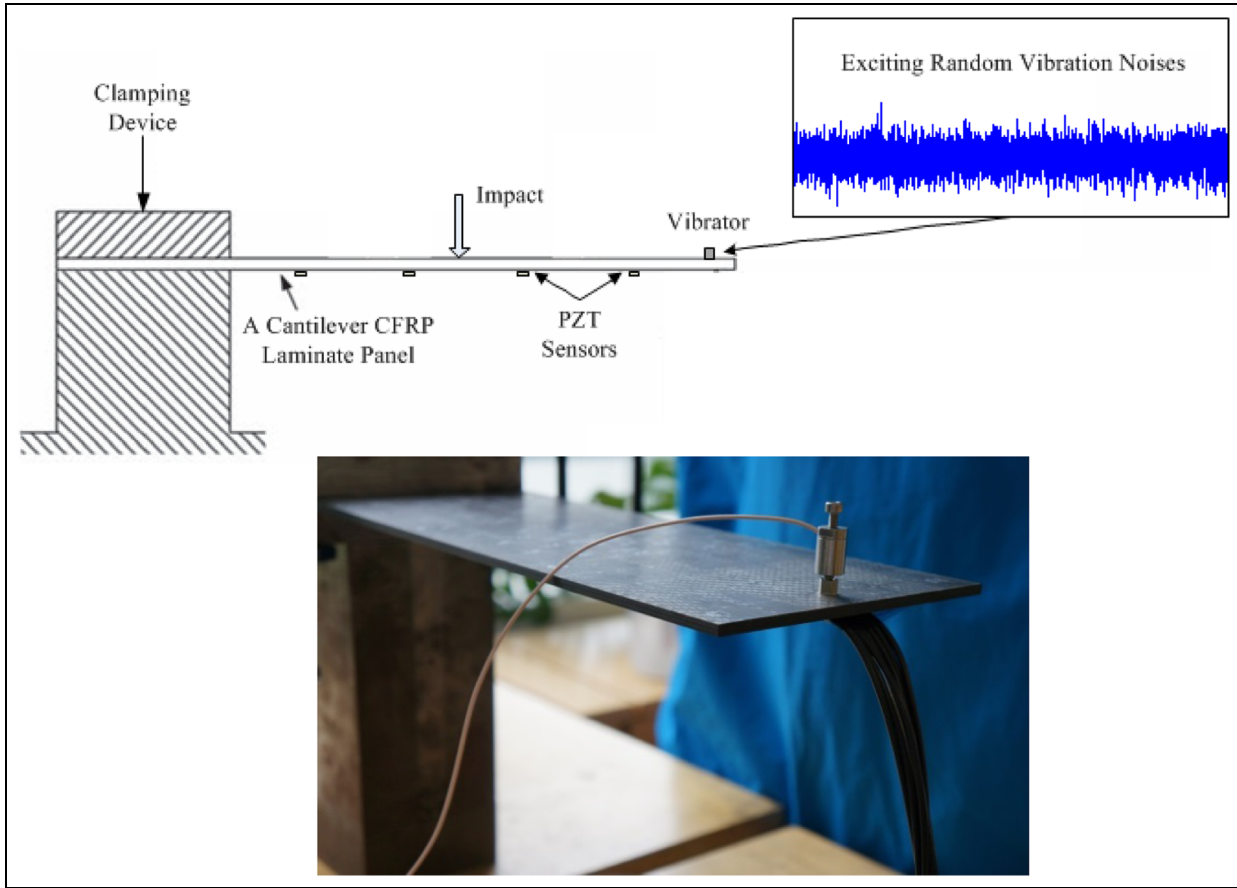 Exciting Random Vibration Noises
Clamping
Device
Impact
Vibrator
A Cantilever CFRP
Laminate Panel
PZT
Sensors